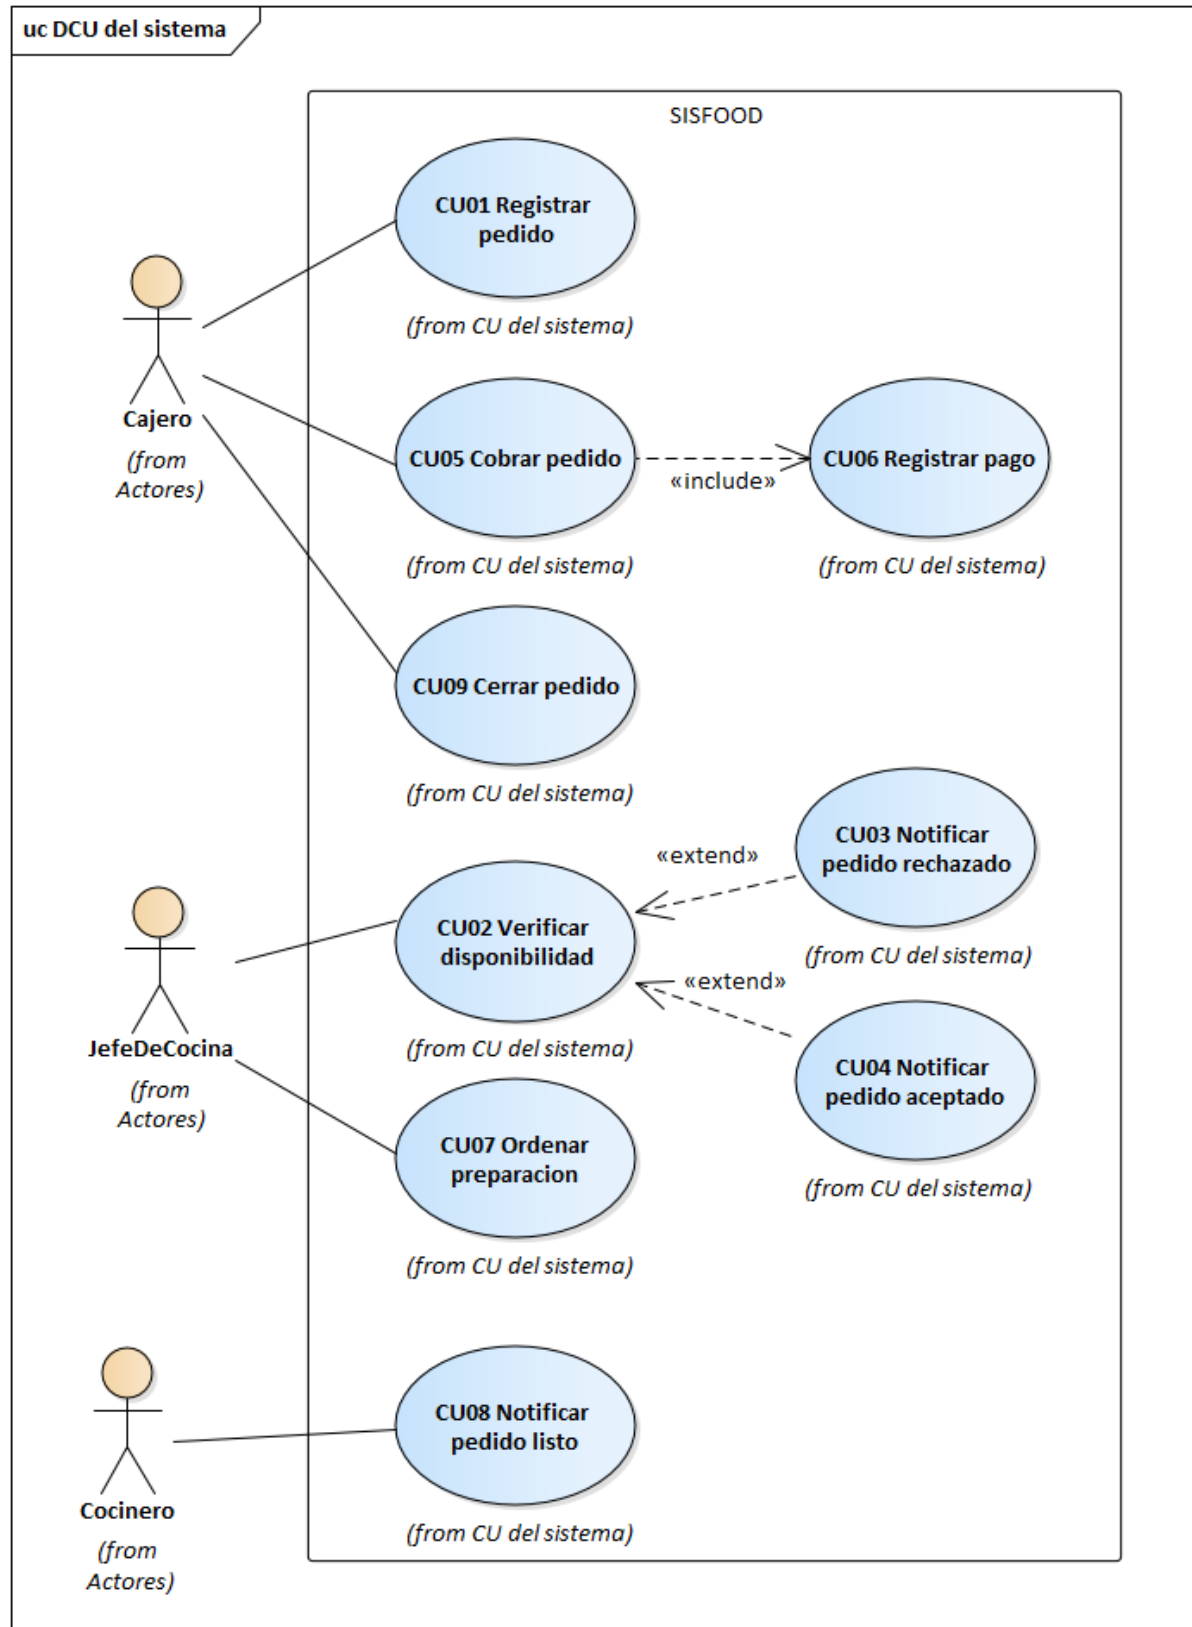 uc DCU del sistema
SISFOOD
CU01 Registrar
pedido
(from CU del sistema)
Cajero
(from
Actores)
CU05 Cobrar pedido
«include»
CU06 Registrar pago
(from CU del sistema)
(from CU del sistema)
CU09 Cerrar pedido
(from CU del sistema)
CU03 Notificar
pedido rechazado
(from CU del sistema)
«extend»
CU02 Verificar
disponibilidad
(from CU del sistema)
«extend»
CU04 Notificar
pedido aceptado
(from CU del sistema)
JefeDeCocina
(from
Actores)
CU07 Ordenar
preparacion
(from CU del sistema)
CU08 Notificar
pedido listo
(from CU del sistema)
Cocinero
(from
Actores)